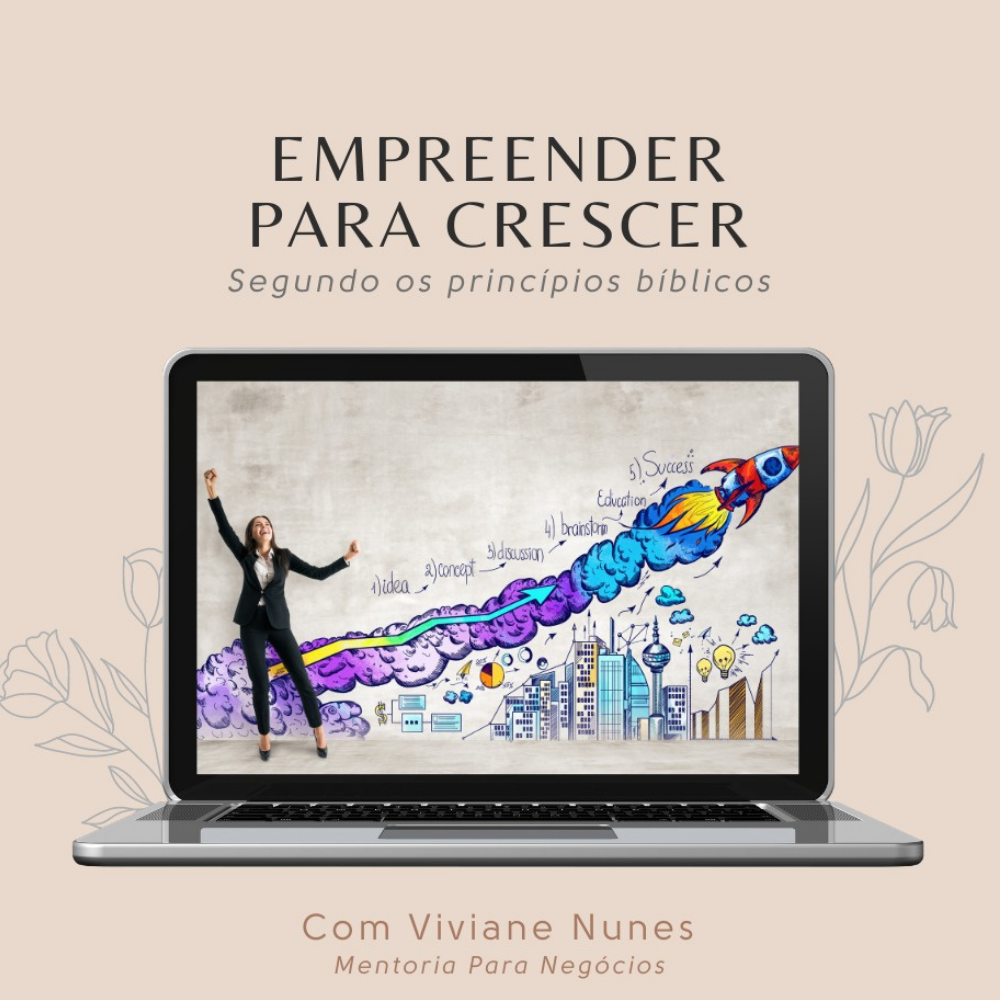 EMPREENDER
PARA CRESCER
Segundo os princípios bíblicos
5) Success
Education
4) brainstorm
3) discussion
2) concept
1) idea
Com Viviane Nunes
Mentoria Para Negócios